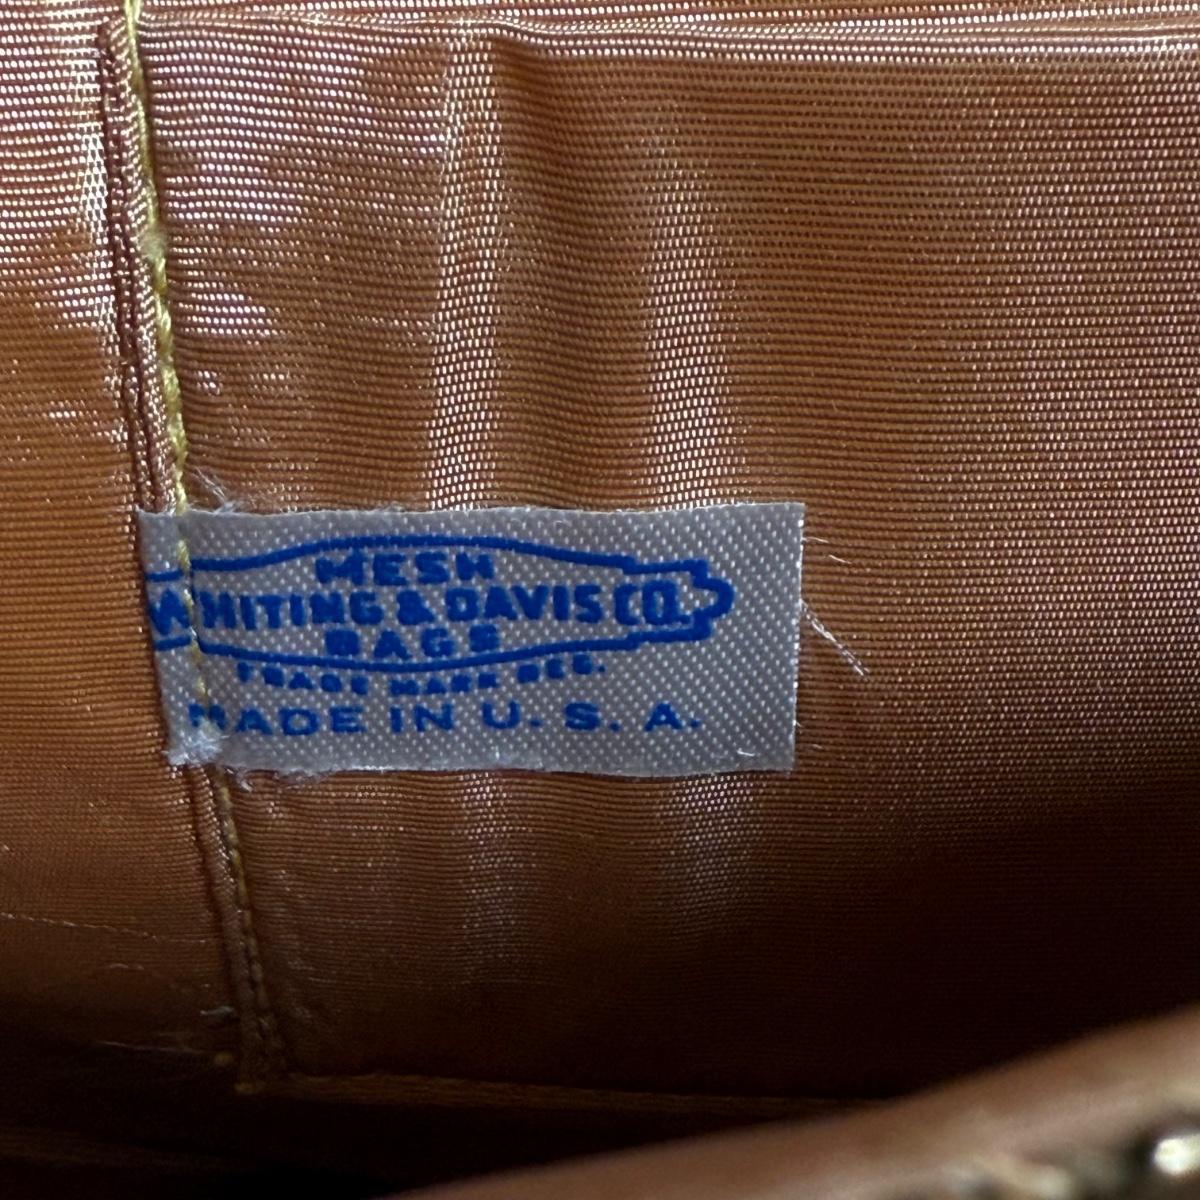 MESH
WHITING & DAVIS CO.
BAGS
TRADE MARK REG.
MADE IN U. S. A.